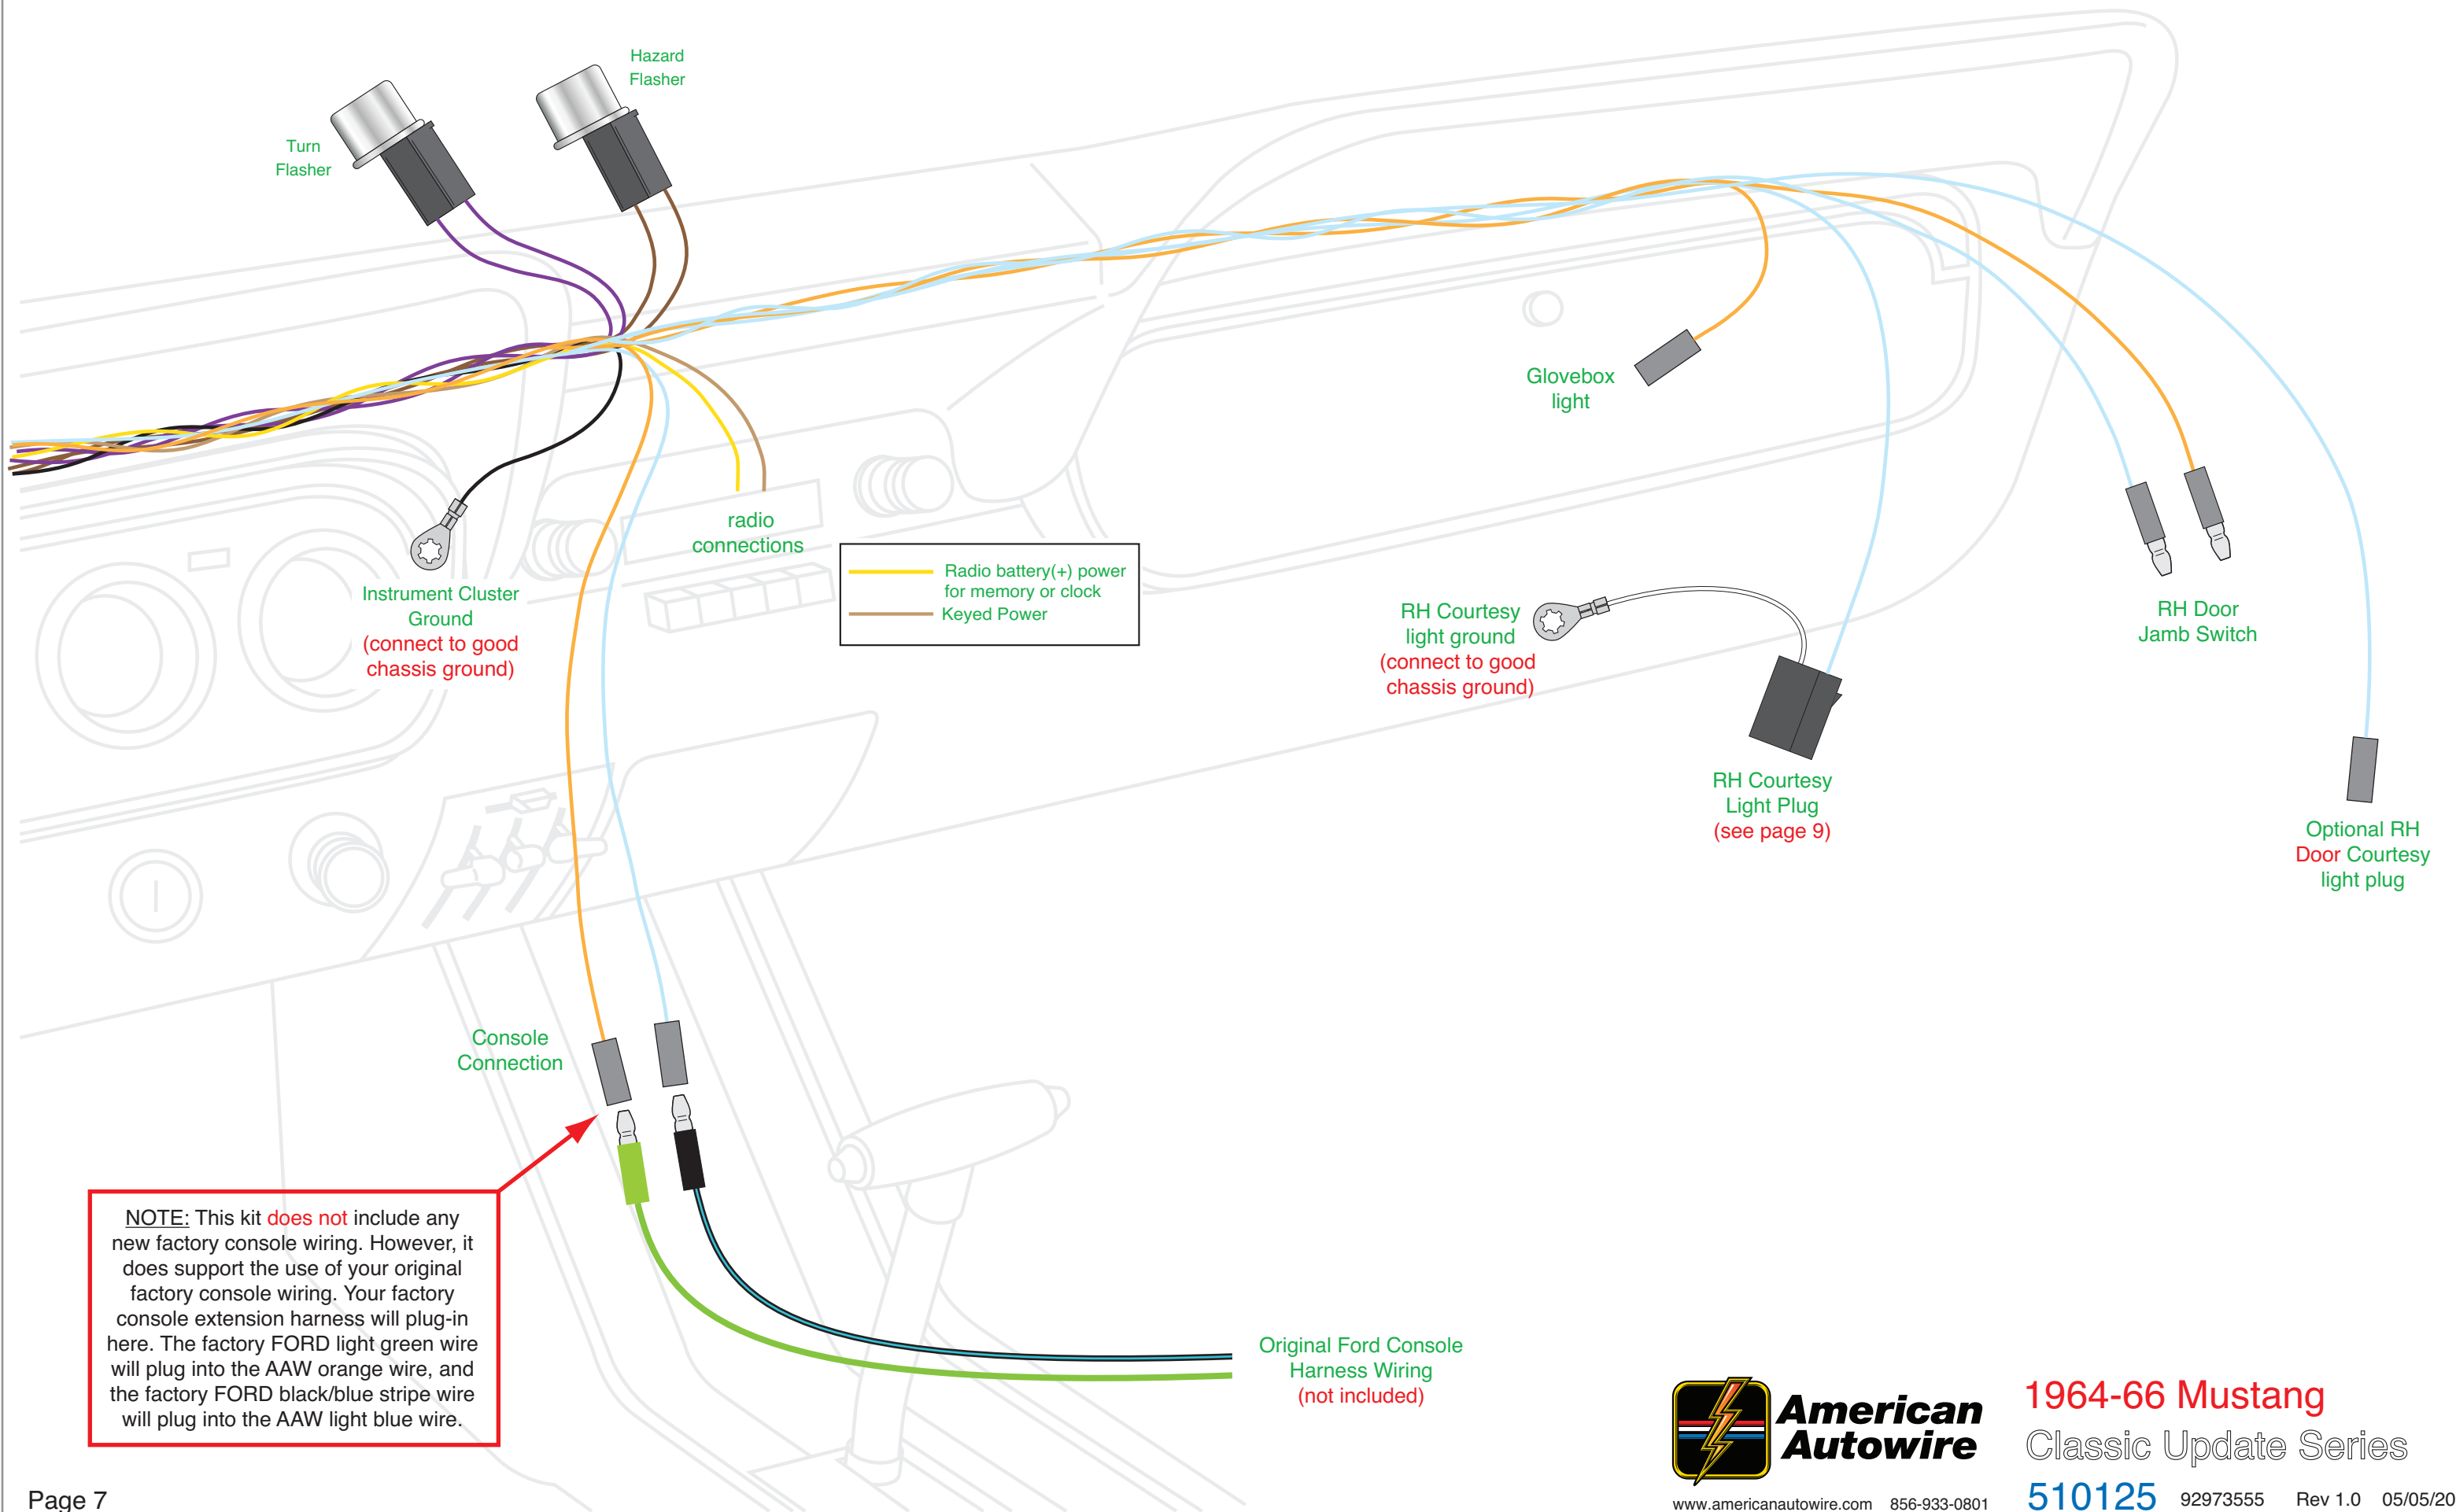 Hazard
Flasher
Turn
Flasher
Glovebox
light
radio
connections
Radio battery(+) power
for memory or clock
Keyed Power
Instrument Cluster
Ground
(connect to good
chassis ground)
RH Courtesy
light ground
(connect to good
chassis ground)
RH Door
Jamb Switch
RH Courtesy
Light Plug
(see page 9)
Optional RH
Door Courtesy
light plug
Console
Connection
NOTE: This kit does not include any
new factory console wiring. However, it
does support the use of your original
factory console wiring. Your factory
console extension harness will plug-in
here. The factory FORD light green wire
will plug into the AAW orange wire, and
the factory FORD black/blue stripe wire
will plug into the AAW light blue wire.
Original Ford Console
Harness Wiring
(not included)
American
Autowire
www.americanautowire.com 856-933-0801
1964-66 Mustang
Classic Update Series
510125 92973555 Rev 1.0 05/05/20
Page 7